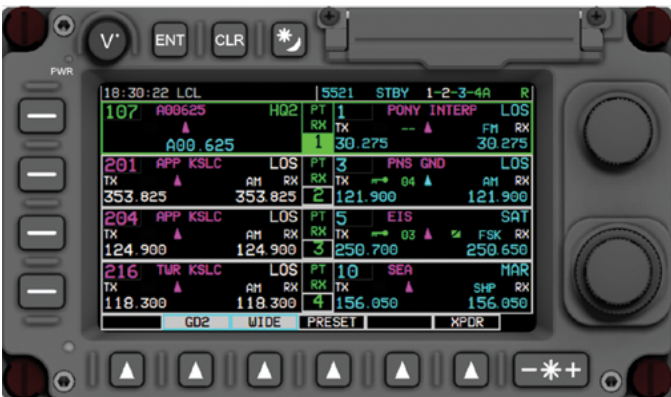 V ENT CLR
PWR
18:30:22 LCL 5521 STBY 1-2-3-4A R
107 A00625 HQ2 PT 1 PONY INTERP LOS
RX TX -- FM RX
A00.625 1 30.275 30.275
201 APP KSLC LOS PT 3 PNS GND LOS
TX AM RX RX TX 04 AM RX
353.825 353.825 2 121.900 121.900
204 APP KSLC LOS PT 5 EIS SAT
TX AM RX RX TX 03 FSK RX
124.900 124.900 3 250.700 250.650
216 TWR KSLC LOS PT 10 SEA MAR
TX AM RX RX TX SHP RX
118.300 118.300 4 156.050 156.050
GD2 WIDE PRESET XPDR
- +